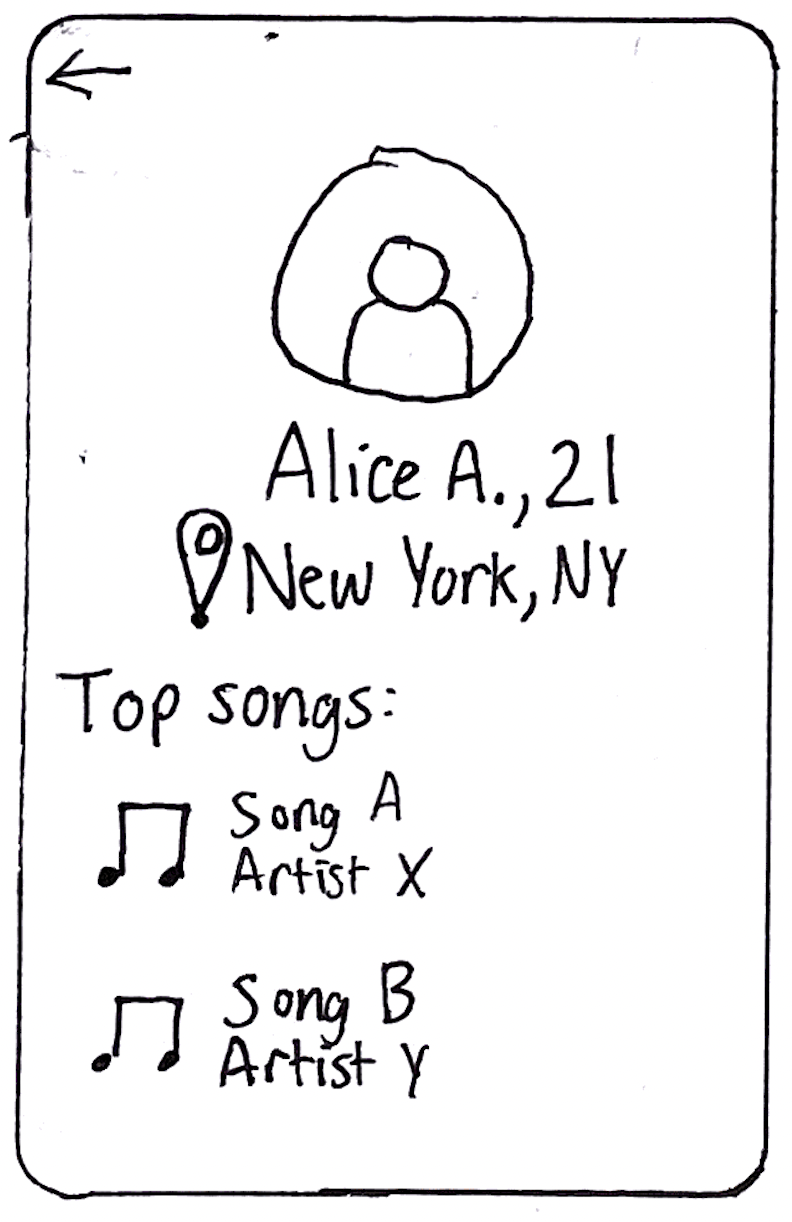 Alice A., 21
New York, NY
Top songs:
Song A
Artist X
Song B
Artist Y